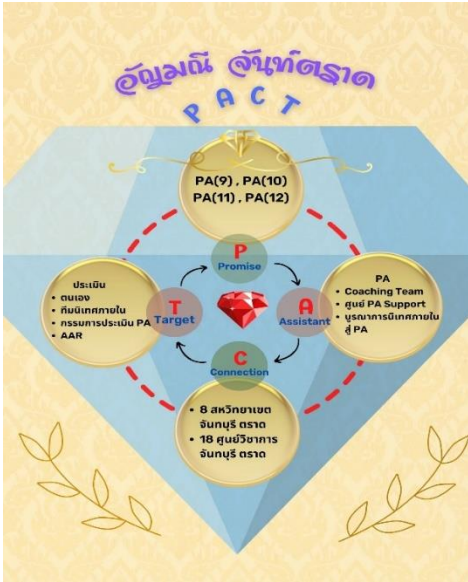 อัญมณี จันท์ตราด
PACT
PA(9) , PA(10)
PA(11) , PA(12)
P
Promise
ประเมิน
• ตนเอง
• ทีมนิเทศภายใน
• กรรมการประเมิน PA
• AAR
T
Target
A
Assistant
PA
• Coaching Team
• ศูนย์ PA Support
• บูรณาการนิเทศภายใน
สู่ PA
C
Connection
• 8 สหวิทยาเขต
จันทบุรี ตราด
• 18 ศูนย์วิชาการ
จันทบุรี ตราด